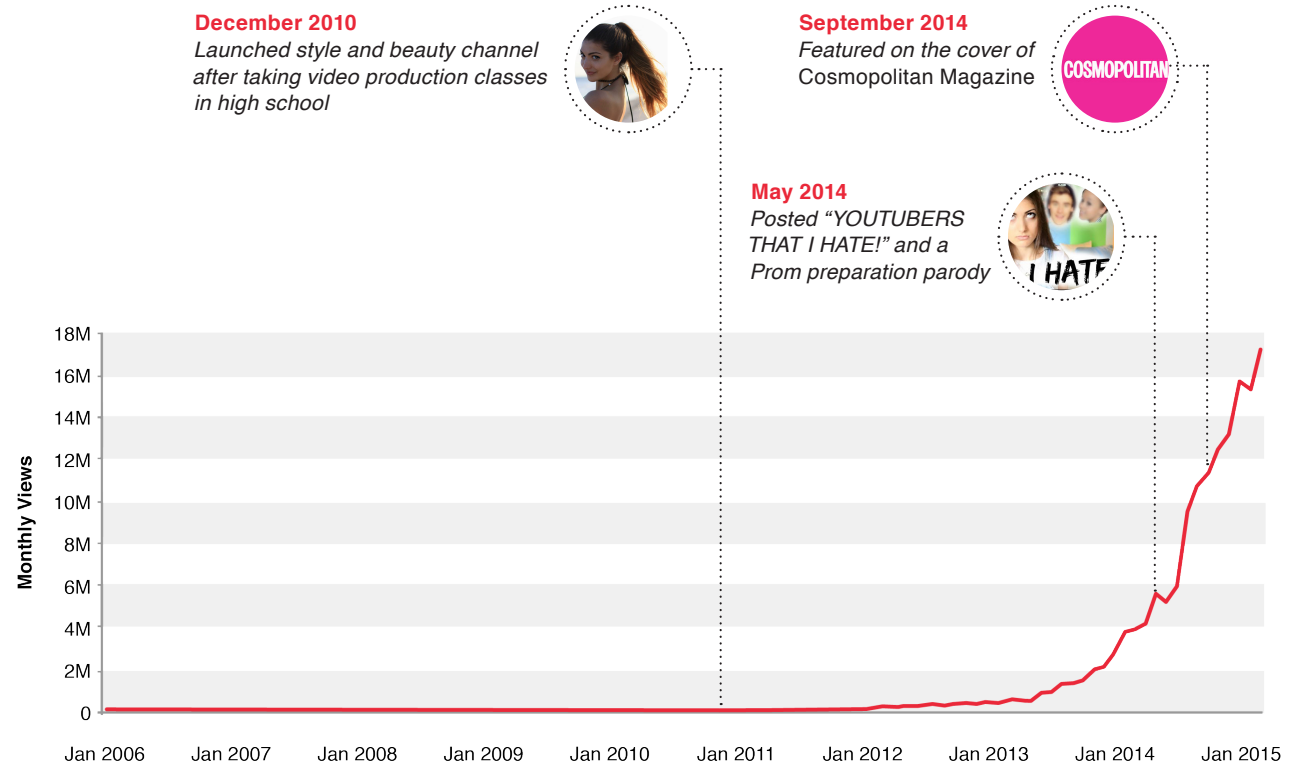 December 2010
Launched style and beauty channel
after taking video production classes
in high school
September 2014
Featured on the cover of
Cosmopolitan Magazine
COSMOPOLITAN
May 2014
Posted “YOUTUBERS
THAT I HATE!” and a
Prom preparation parody
I HATE
18M
16M
14M
12M
10M
8M
6M
4M
2M
0
Monthly Views
Jan 2006 Jan 2007 Jan 2008 Jan 2009 Jan 2010 Jan 2011 Jan 2012 Jan 2013 Jan 2014 Jan 2015